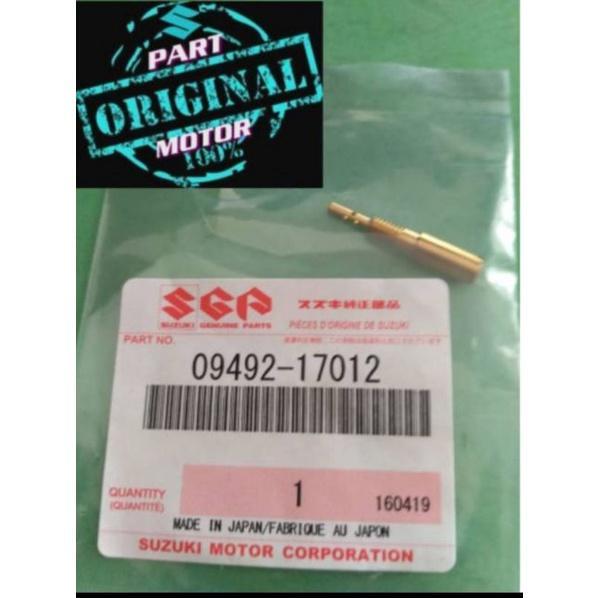 PART
ORIGINAL
MOTOR
100%
SGP
SUZUKI GENUINE PARTS
スズキ純正部品
PIÈCES D'ORIGINE DE SUZUKI
PART NO.
09492-17012
QUANTITY
(QUANTITÉ)
1
160419
MADE IN JAPAN/FABRIQUE AU JAPON
SUZUKI MOTOR CORPORATION